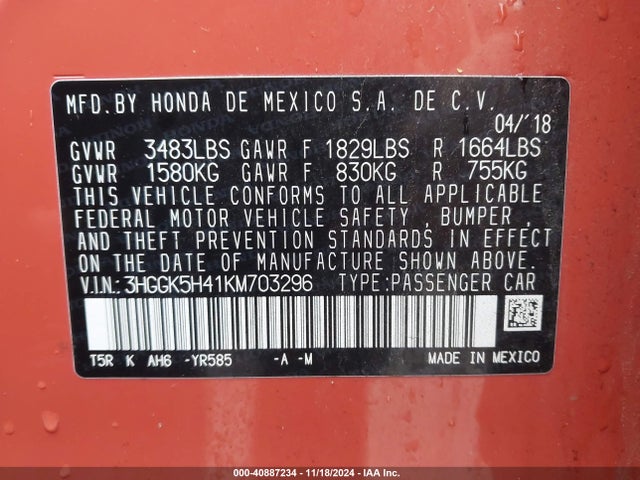 MFD. BY HONDA DE MEXICO S.A. DE C.V.
04/'18
GVWR 3483LBS GAWR F 1829LBS R 1664LBS
GVWR 1580KG GAWR F 830KG R 755KG
THIS VEHICLE CONFORMS TO ALL APPLICABLE
FEDERAL MOTOR VEHICLE SAFETY , BUMPER ,
AND THEFT PREVENTION STANDARDS IN EFFECT
ON THE DATE OF MANUFACTURE SHOWN ABOVE.
V.I.N.: 3HGGK5H41KM703296 TYPE: PASSENGER CAR
T5R K AH6 -YR585 -A -M MADE IN MEXICO
000-40887234 - 11/18/2024 - IAA Inc.